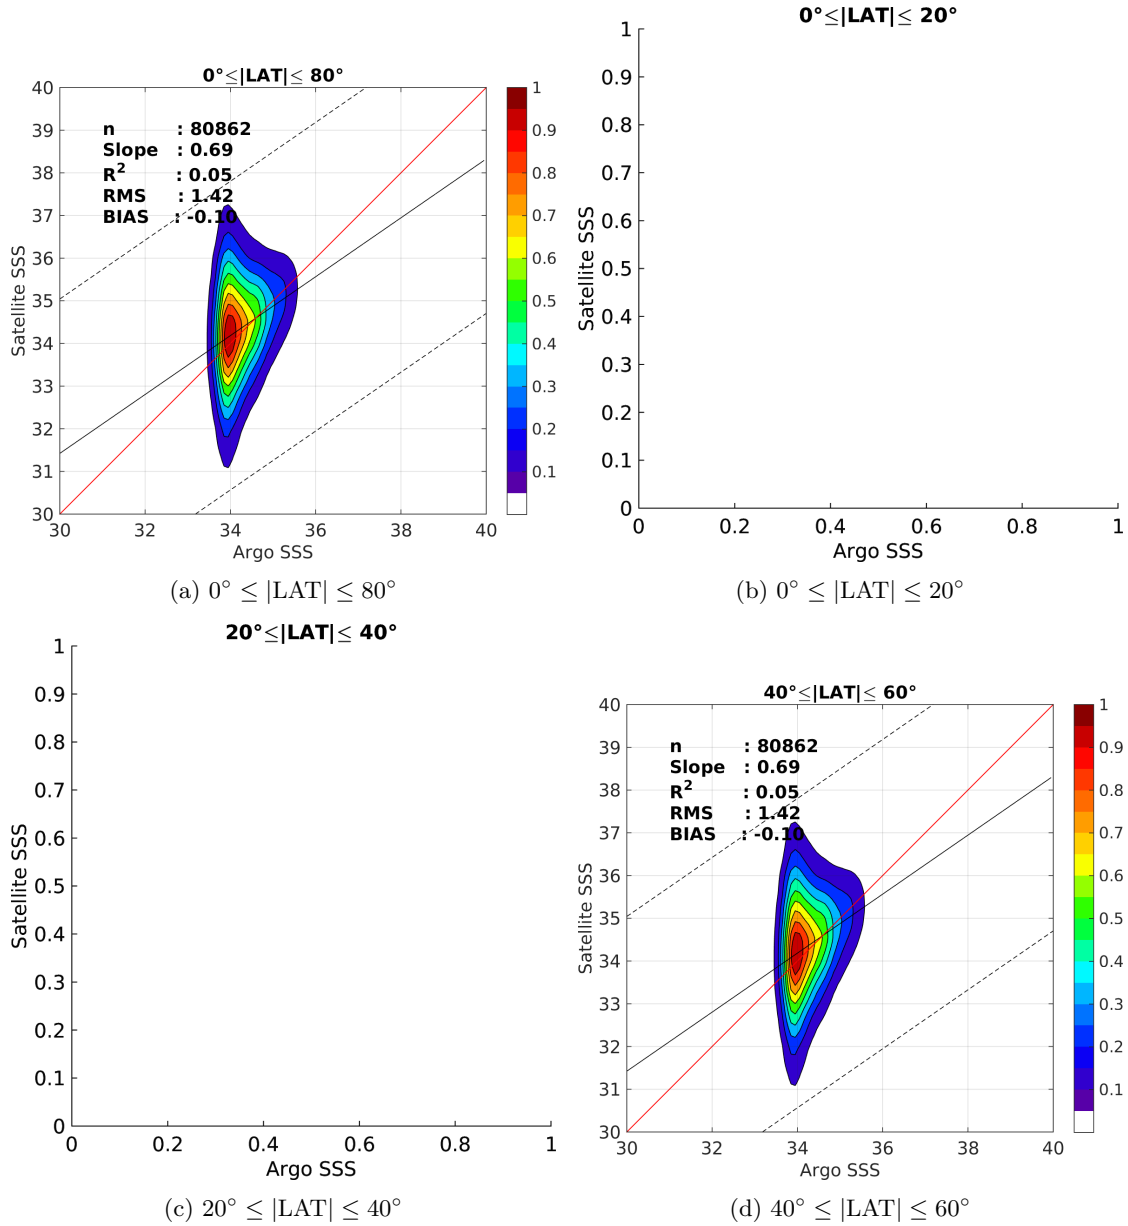 0°≤|LAT|≤ 80°
40
39
38
37
36
35
34
33
32
31
30
Satellite SSS
n : 80862
Slope : 0.69
R² : 0.05
RMS : 1.42
BIAS : -0.10
30 32 34 36 38 40
Argo SSS
1
0.9
0.8
0.7
0.6
0.5
0.4
0.3
0.2
0.1
(a) 0° ≤ |LAT| ≤ 80°
0°≤|LAT|≤ 20°
1
0.9
0.8
0.7
0.6
0.5
0.4
0.3
0.2
0.1
0
Satellite SSS
0 0.2 0.4 0.6 0.8 1
Argo SSS
(b) 0° ≤ |LAT| ≤ 20°
20°≤|LAT|≤ 40°
1
0.9
0.8
0.7
0.6
0.5
0.4
0.3
0.2
0.1
0
Satellite SSS
0 0.2 0.4 0.6 0.8 1
Argo SSS
(c) 20° ≤ |LAT| ≤ 40°
40°≤|LAT|≤ 60°
40
39
38
37
36
35
34
33
32
31
30
Satellite SSS
n : 80862
Slope : 0.69
R² : 0.05
RMS : 1.42
BIAS : -0.10
30 32 34 36 38 40
Argo SSS
1
0.9
0.8
0.7
0.6
0.5
0.4
0.3
0.2
0.1
(d) 40° ≤ |LAT| ≤ 60°